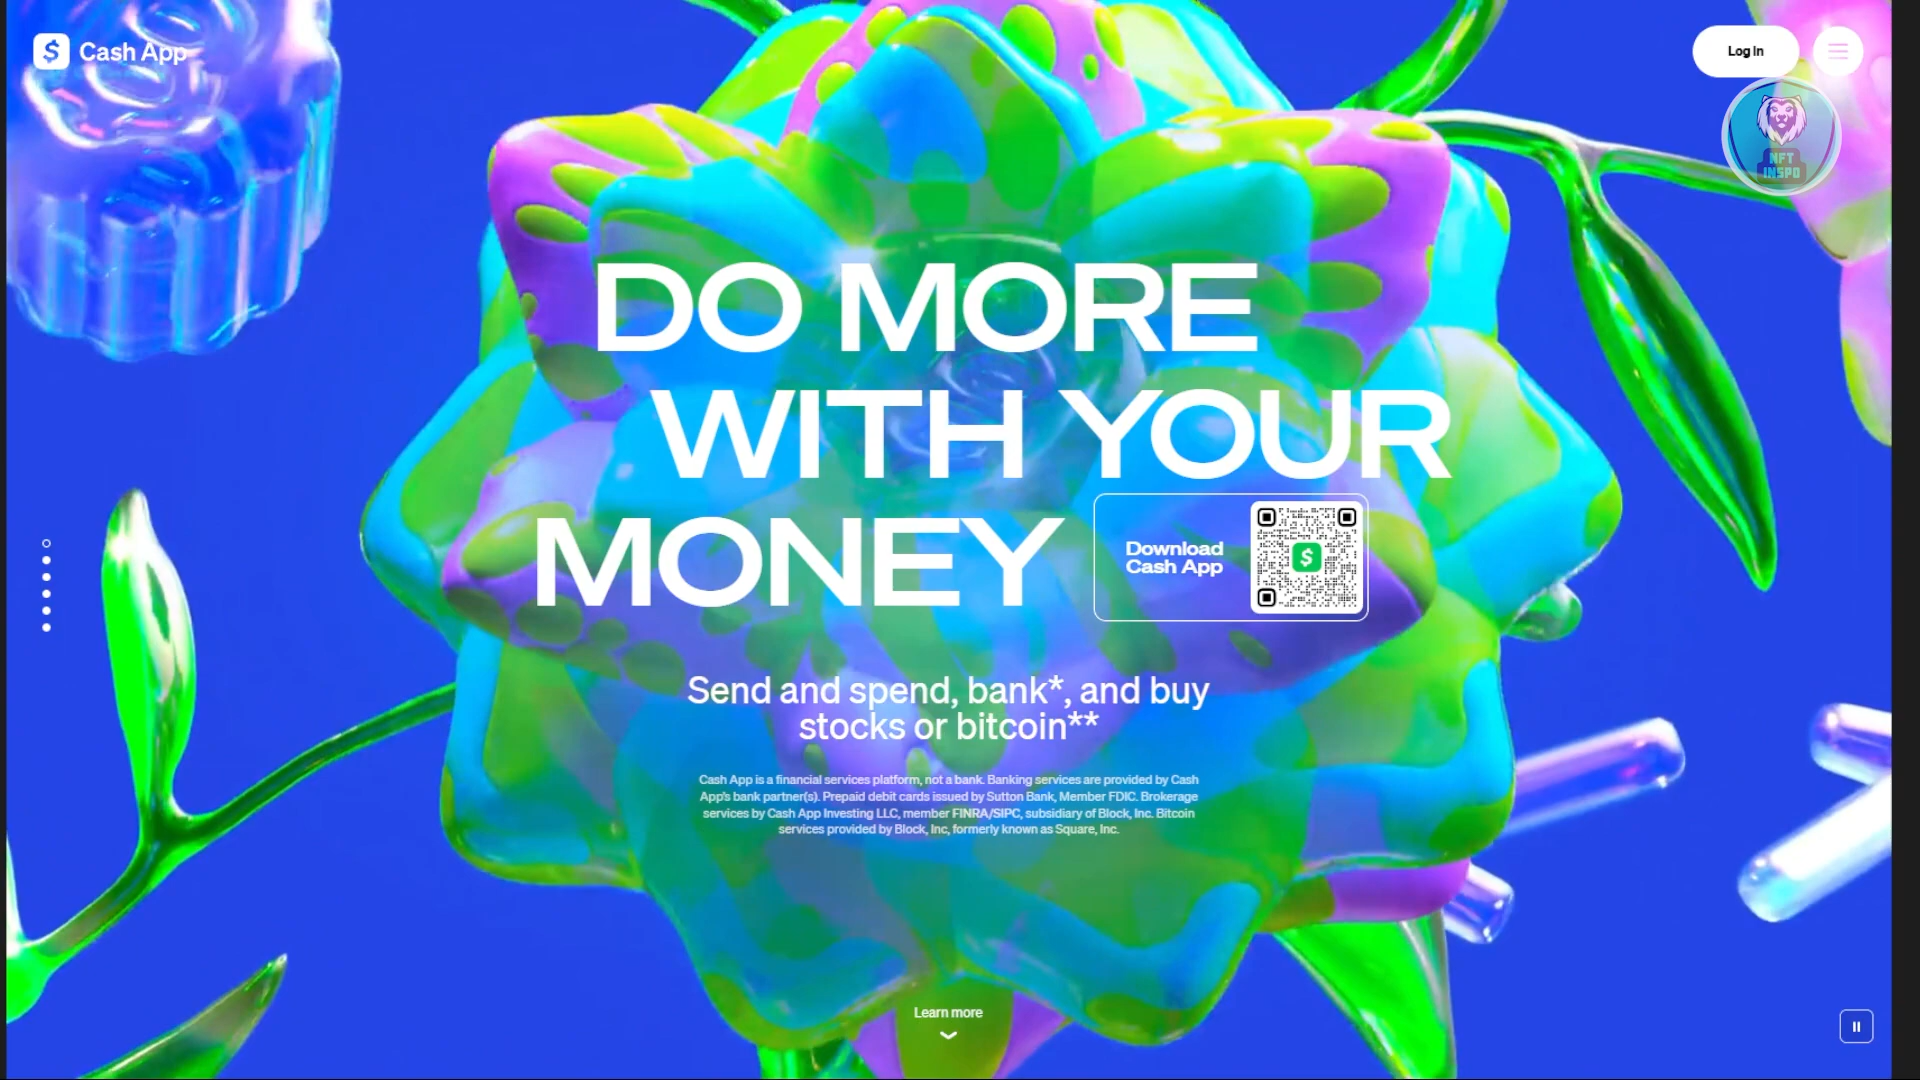 Cash App
Log In
NFT
INSPO
DO MORE
WITH YOUR
MONEY
Download
Cash App
Send and spend, bank*, and buy
stocks or bitcoin**
Cash App is a financial services platform, not a bank. Banking services are provided by Cash
App's bank partner(s). Prepaid debit cards issued by Sutton Bank, Member FDIC. Brokerage
services by Cash App Investing LLC, member FINRA/SIPC, subsidiary of Block, Inc. Bitcoin
services provided by Block, Inc, formerly known as Square, Inc.
Learn more